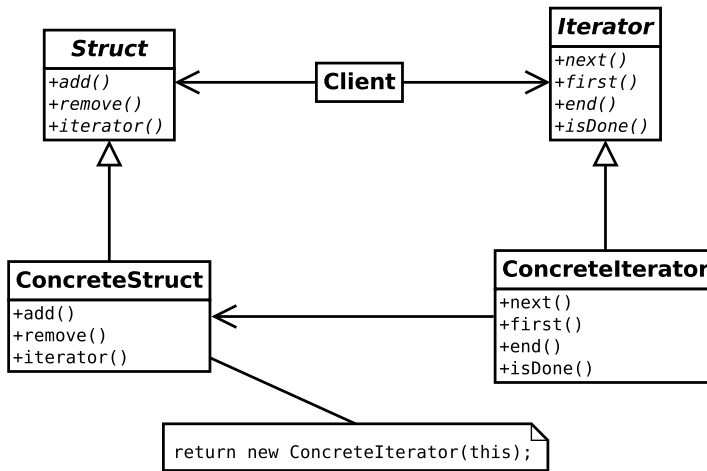 Struct
+add()
+remove()
+iterator()
Client
Iterator
+next()
+first()
+end()
+isDone()
ConcreteStruct
+add()
+remove()
+iterator()
ConcreteIterator
+next()
+first()
+end()
+isDone()
return new ConcreteIterator(this);